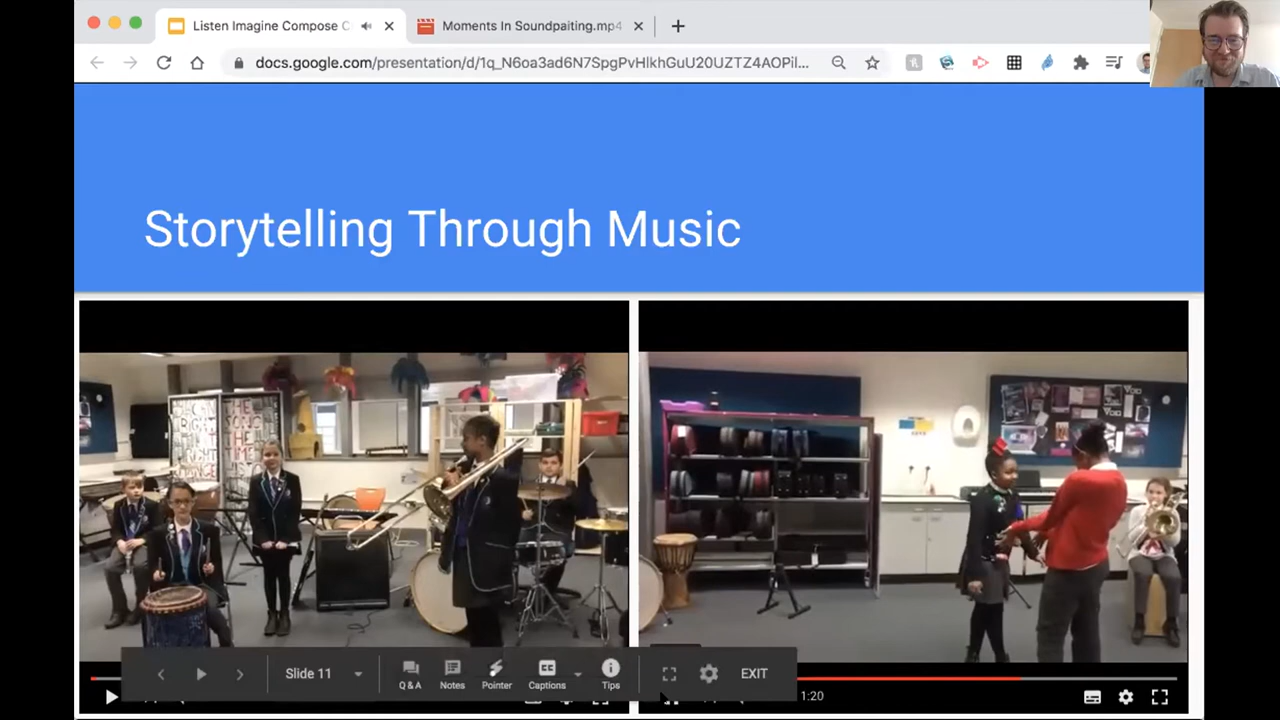 Listen Imagine Compose C
Moments In Soundpaiting.mp4
docs.google.com/presentation/d/1q_N6oa3ad6N7SpgPvHlkhGuU20UZTZ4AOPil...
Storytelling Through Music
Slide 11
Q & A
Notes
Pointer
CC
Captions
Tips
EXIT
1:20